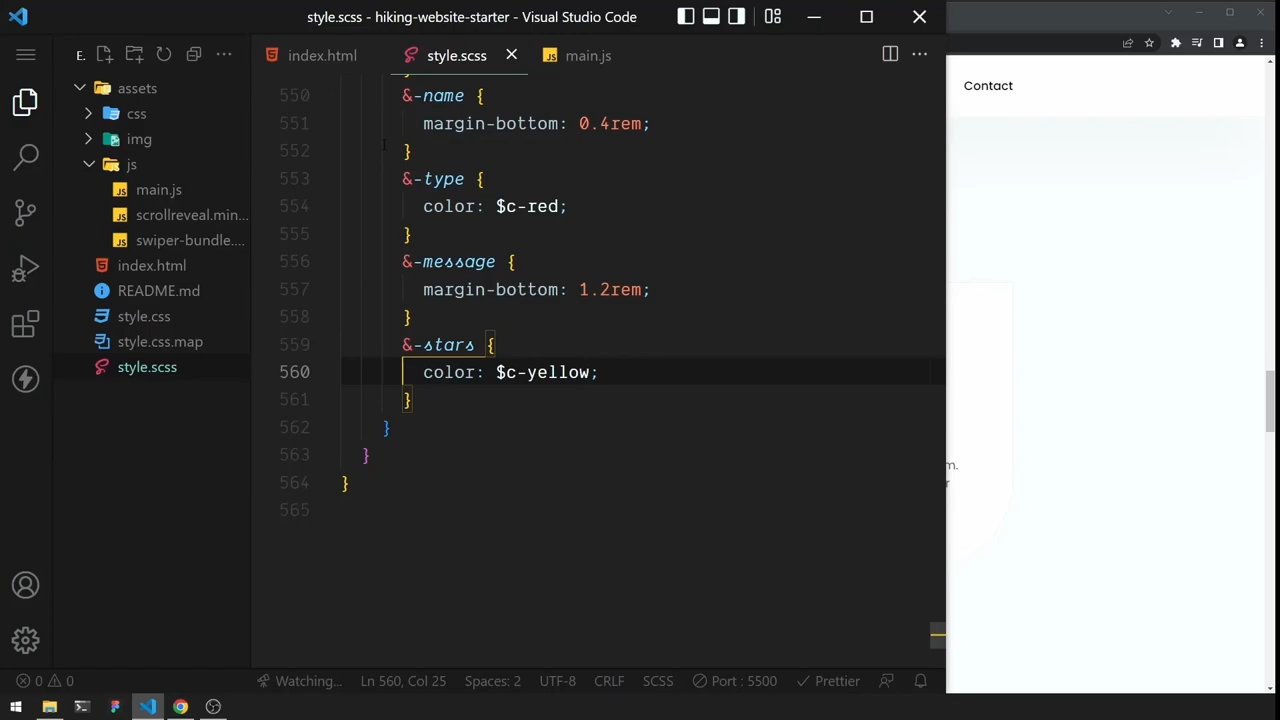 style.scss - hiking-website-starter - Visual Studio Code
E.
index.html
style.scss
main.js
assets
css
img
js
main.js
scrollreveal.min...
swiper-bundle....
index.html
README.md
style.css
style.css.map
style.scss
550 &-name {
551 margin-bottom: 0.4rem;
552 }
553 &-type {
554 color: $c-red;
555 }
556 &-message {
557 margin-bottom: 1.2rem;
558 }
559 &-stars {
560 color: $c-yellow;
561 }
562 }
563 }
564 }
565
Contact
m.
r
0 0
Watching...
Ln 560, Col 25
Spaces: 2
UTF-8
CRLF
SCSS
Port : 5500
Prettier